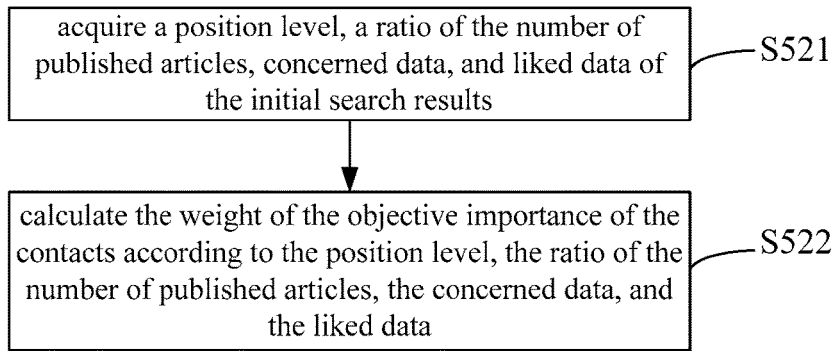 acquire a position level, a ratio of the number of
published articles, concerned data, and liked data of
the initial search results
S521
calculate the weight of the objective importance of the
contacts according to the position level, the ratio of the
number of published articles, the concerned data, and
the liked data
S522